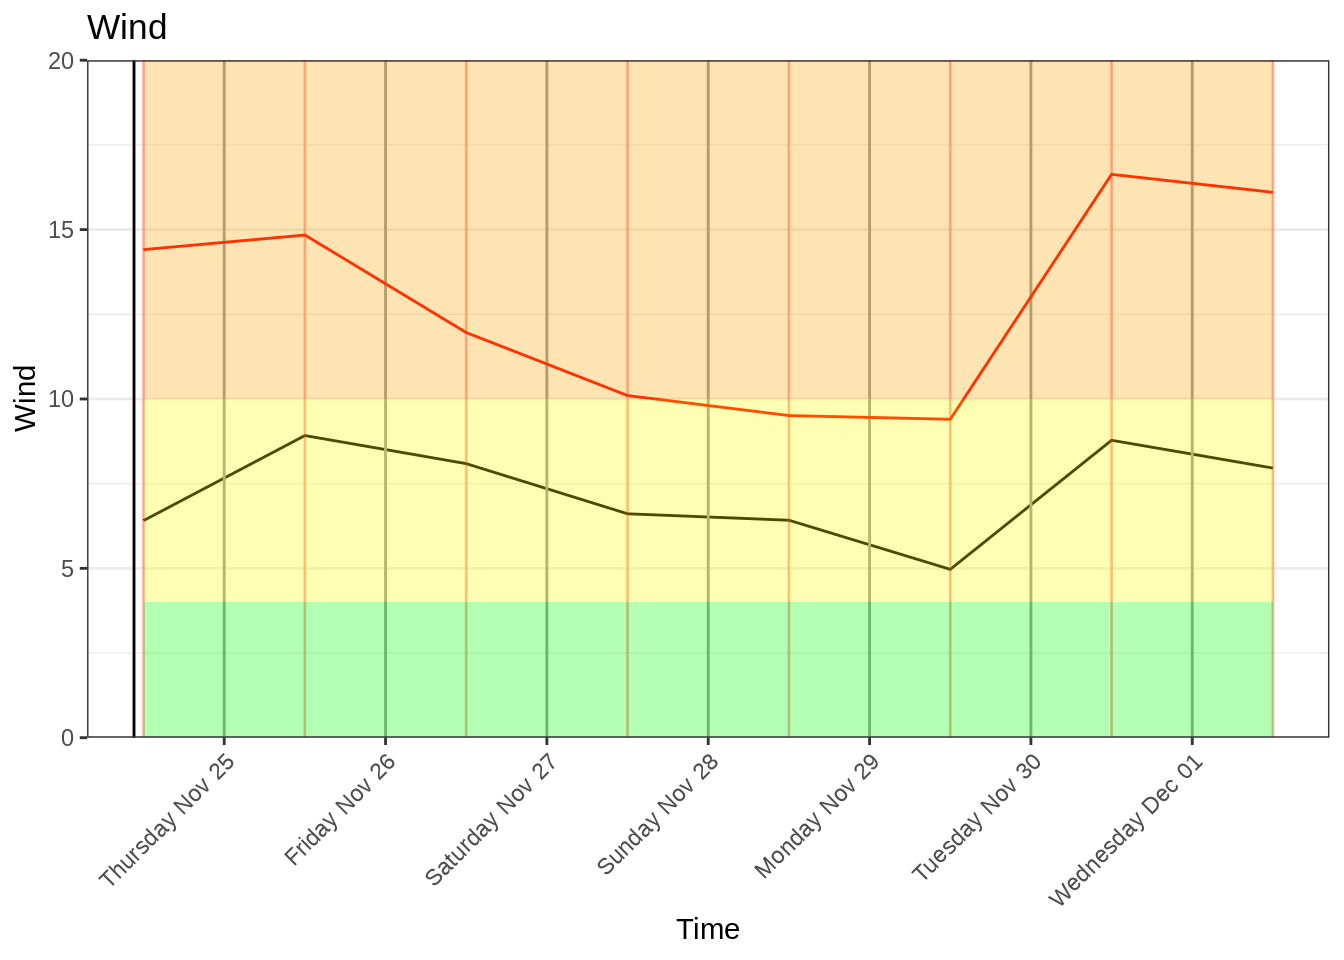 Wind
20
15
10
5
0
Wind
Thursday Nov 25
Friday Nov 26
Saturday Nov 27
Sunday Nov 28
Monday Nov 29
Tuesday Nov 30
Wednesday Dec 01
Time